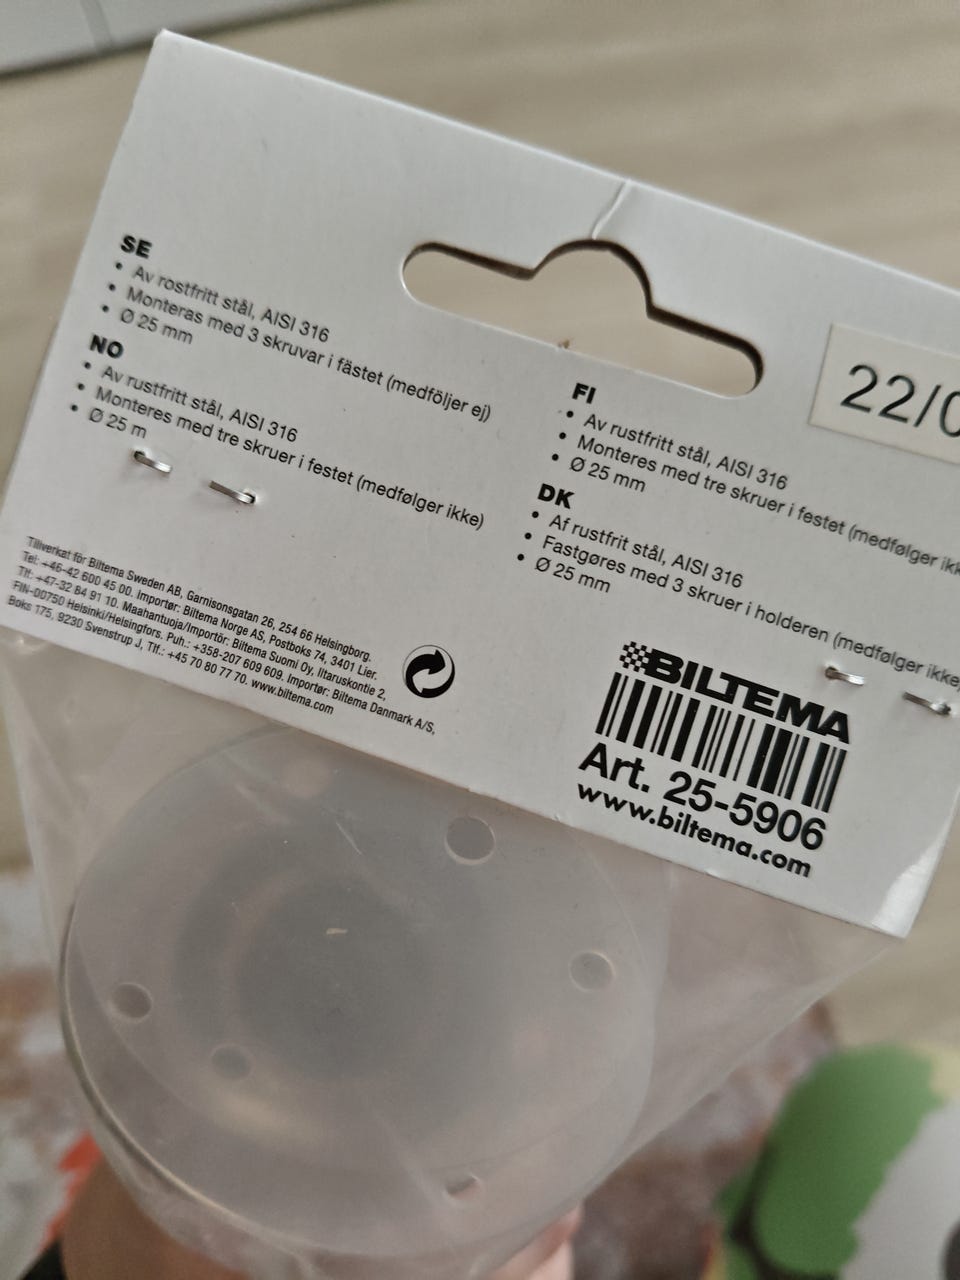 SE
• Av rostfritt stål, AISI 316
• Monteras med 3 skruvar i fästet (medföljer ej)
• Ø 25 mm
NO
• Av rustfritt stål, AISI 316
• Monteres med tre skruer i festet (medfølger ikke)
• Ø 25 m
FI
• Av rustfritt stål, AISI 316
• Monteres med tre skruer i festet (medfølger ikk
• Ø 25 mm
DK
• Af rustfrit stål, AISI 316
• Fastgøres med 3 skruer i holderen (medfølger ikke)
• Ø 25 mm
22/0
Tillverkat för Biltema Sweden AB, Garnisonsgatan 26, 254 66 Helsingborg.
Tel: +46-42 600 45 00. Importør: Biltema Norge AS, Postboks 74, 3401 Lier.
Tlf: +47-32 84 91 10. Maahantuoja/Importör: Biltema Suomi Oy, Iitaruskontie 2,
FIN-00750 Helsinki/Helsingfors. Puh.: +358-207 609 609. Importør: Biltema Danmark A/S,
Boks 175, 9230 Svenstrup J, Tlf.: +45 70 80 77 70. www.biltema.com
BILTEMA
Art. 25-5906
www.biltema.com